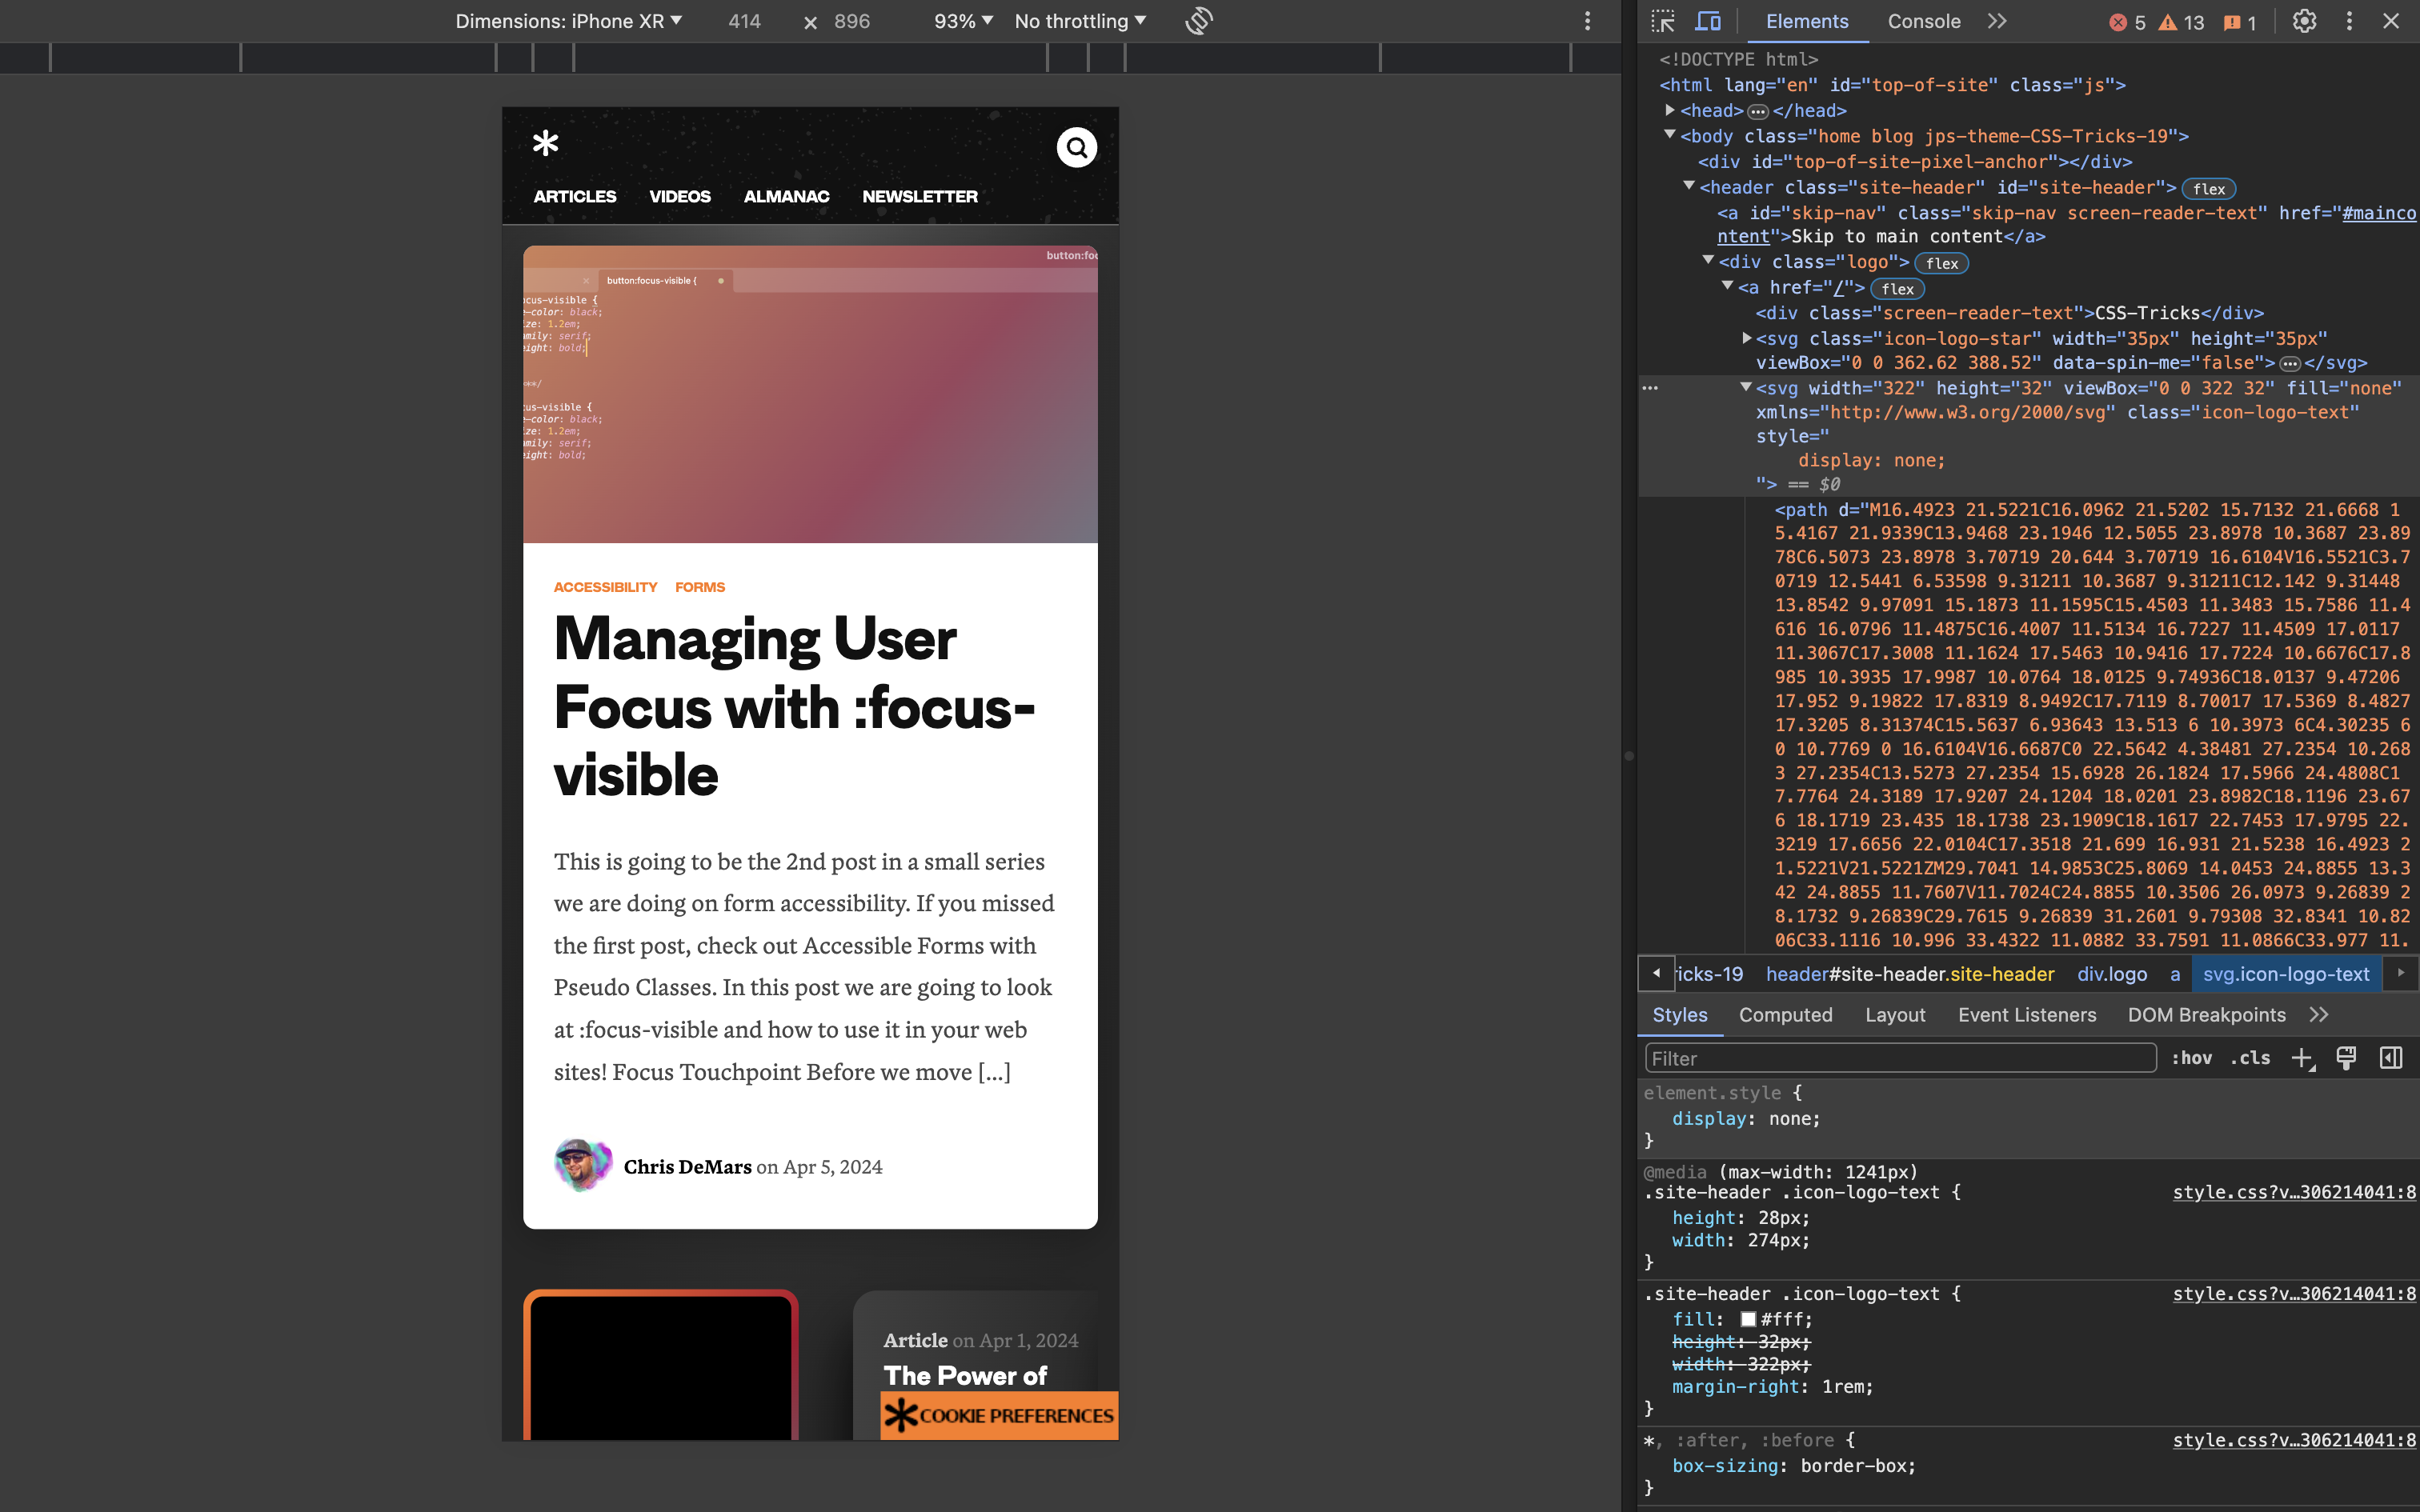 Dimensions: iPhone XR ▼ 414 × 896 93% ▼ No throttling ▼
ARTICLES VIDEOS ALMANAC NEWSLETTER
button:foc
× button:focus-visible {
ocus-visible {
e-color: black;
ize: 1.2em;
mily: serif;
eight: bold;
***/
cus-visible {
e-color: black;
ize: 1.2em;
mily: serif;
eight: bold;
ACCESSIBILITY FORMS
Managing User
Focus with :focus-
visible
This is going to be the 2nd post in a small series
we are doing on form accessibility. If you missed
the first post, check out Accessible Forms with
Pseudo Classes. In this post we are going to look
at :focus-visible and how to use it in your web
sites! Focus Touchpoint Before we move […]
Chris DeMars on Apr 5, 2024
Article on Apr 1, 2024
The Power of
COOKIE PREFERENCES
Elements Console 5 13 1
<!DOCTYPE html>
<html lang="en" id="top-of-site" class="js">
<head>…</head>
<body class="home blog jps-theme-CSS-Tricks-19">
<div id="top-of-site-pixel-anchor"></div>
<header class="site-header" id="site-header"> flex
<a id="skip-nav" class="skip-nav screen-reader-text" href="#mainco
ntent">Skip to main content</a>
<div class="logo"> flex
<a href="/"> flex
<div class="screen-reader-text">CSS-Tricks</div>
<svg class="icon-logo-star" width="35px" height="35px"
viewBox="0 0 362.62 388.52" data-spin-me="false">…</svg>
<svg width="322" height="32" viewBox="0 0 322 32" fill="none"
xmlns="http://www.w3.org/2000/svg" class="icon-logo-text"
style="
display: none;
"> == $0
<path d="M16.4923 21.5221C16.0962 21.5202 15.7132 21.6668 1
5.4167 21.9339C13.9468 23.1946 12.5055 23.8978 10.3687 23.89
78C6.5073 23.8978 3.70719 20.644 3.70719 16.6104V16.5521C3.7
0719 12.5441 6.53598 9.31211 10.3687 9.31211C12.142 9.31448
13.8542 9.97091 15.1873 11.1595C15.4503 11.3483 15.7586 11.4
616 16.0796 11.4875C16.4007 11.5134 16.7227 11.4509 17.0117
11.3067C17.3008 11.1624 17.5463 10.9416 17.7224 10.6676C17.8
985 10.3935 17.9987 10.0764 18.0125 9.74936C18.0137 9.47206
17.952 9.19822 17.8319 8.9492C17.7119 8.70017 17.5369 8.4827
17.3205 8.31374C15.5637 6.93643 13.513 6 10.3973 6C4.30235 6
0 10.7769 0 16.6104V16.6687C0 22.5642 4.38481 27.2354 10.268
3 27.2354C13.5273 27.2354 15.6928 26.1824 17.5966 24.4808C1
7.7764 24.3189 17.9207 24.1204 18.0201 23.8982C18.1196 23.67
6 18.1719 23.435 18.1738 23.1909C18.1617 22.7453 17.9795 22.
3219 17.6656 22.0104C17.3518 21.699 16.931 21.5238 16.4923 2
1.5221V21.5221ZM29.7041 14.9853C25.8069 14.0453 24.8855 13.3
42 24.8855 11.7607V11.7024C24.8855 10.3506 26.0973 9.26839 2
8.1732 9.26839C29.7615 9.26839 31.2601 9.79308 32.8341 10.82
06C33.1116 10.996 33.4322 11.0882 33.7591 11.0866C33.977 11.
ricks-19 header#site-header.site-header div.logo a svg.icon-logo-text
Styles Computed Layout Event Listeners DOM Breakpoints
Filter :hov .cls
element.style {
display: none;
}
@media (max-width: 1241px)
.site-header .icon-logo-text { style.css?v…306214041:8
height: 28px;
width: 274px;
}
.site-header .icon-logo-text { style.css?v…306214041:8
fill: #fff;
height: 32px;
width: 322px;
margin-right: 1rem;
}
*, :after, :before { style.css?v…306214041:8
box-sizing: border-box;
}